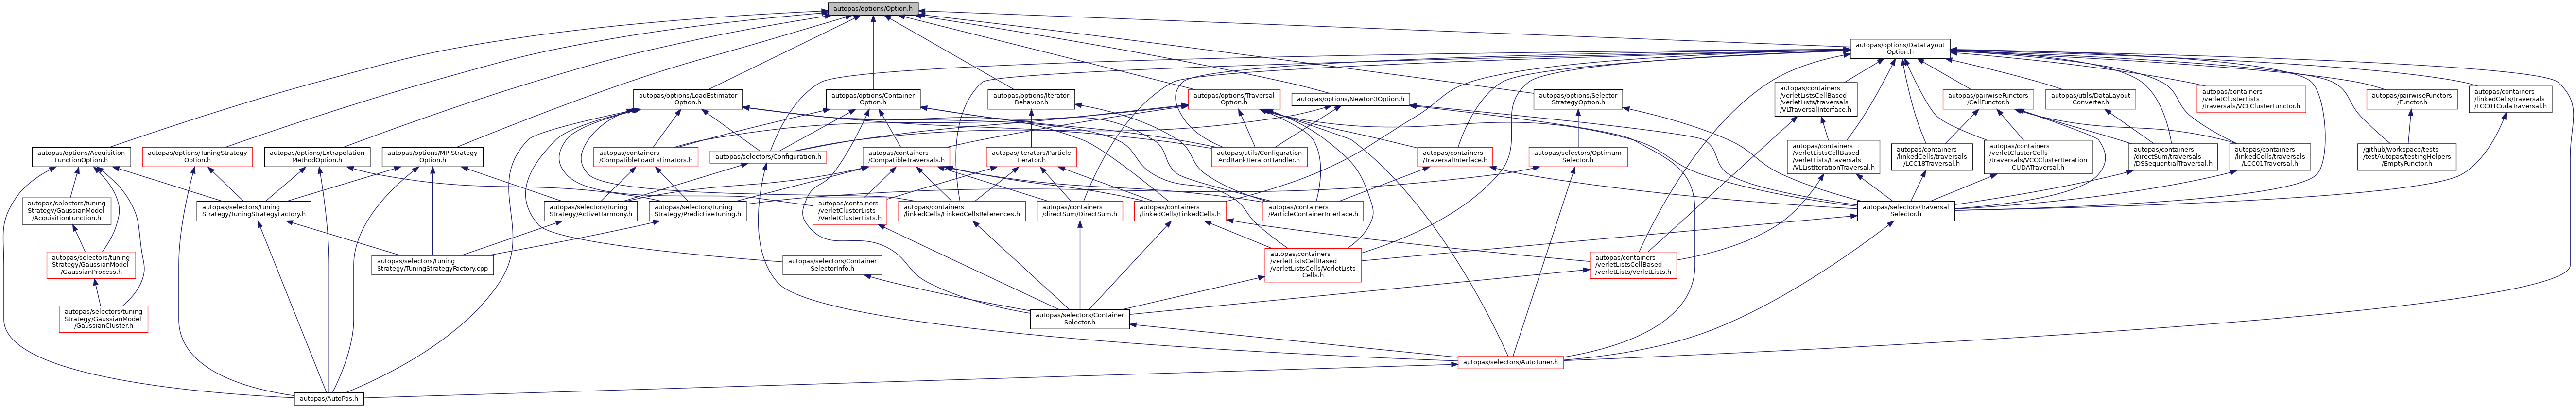 autopas/options/Option.h
autopas/options/DataLayout
Option.h
autopas/options/LoadEstimator
Option.h
autopas/options/Container
Option.h
autopas/options/Iterator
Behavior.h
autopas/options/Traversal
Option.h
autopas/options/Newton3Option.h
autopas/options/Selector
StrategyOption.h
autopas/containers
/verletListsCellBased
/verletLists/traversals
/VLTraversalInterface.h
autopas/pairwiseFunctors
/CellFunctor.h
autopas/utils/DataLayout
Converter.h
autopas/containers
/verletClusterLists
/traversals/VCLClusterFunctor.h
autopas/pairwiseFunctors
/Functor.h
autopas/containers
/linkedCells/traversals
/LCC01CudaTraversal.h
autopas/options/Acquisition
FunctionOption.h
autopas/options/TuningStrategy
Option.h
autopas/options/Extrapolation
MethodOption.h
autopas/options/MPIStrategy
Option.h
autopas/containers
/CompatibleLoadEstimators.h
autopas/selectors/Configuration.h
autopas/containers
/CompatibleTraversals.h
autopas/iterators/Particle
Iterator.h
autopas/utils/Configuration
AndRankIteratorHandler.h
autopas/containers
/TraversalInterface.h
autopas/selectors/Optimum
Selector.h
autopas/containers
/verletListsCellBased
/verletLists/traversals
/VLListIterationTraversal.h
autopas/containers
/linkedCells/traversals
/LCC18Traversal.h
autopas/containers
/verletClusterCells
/traversals/VCCClusterIteration
CUDATraversal.h
autopas/containers
/directSum/traversals
/DSSequentialTraversal.h
autopas/containers
/linkedCells/traversals
/LCC01Traversal.h
/github/workspace/tests
/testAutopas/testingHelpers
/EmptyFunctor.h
autopas/selectors/tuning
Strategy/GaussianModel
/AcquisitionFunction.h
autopas/selectors/tuning
Strategy/TuningStrategyFactory.h
autopas/selectors/tuning
Strategy/ActiveHarmony.h
autopas/selectors/tuning
Strategy/PredictiveTuning.h
autopas/containers
/verletClusterLists
/VerletClusterLists.h
autopas/containers
/linkedCells/LinkedCellsReferences.h
autopas/containers
/directSum/DirectSum.h
autopas/containers
/linkedCells/LinkedCells.h
autopas/containers
/ParticleContainerInterface.h
autopas/selectors/Traversal
Selector.h
autopas/selectors/tuning
Strategy/GaussianModel
/GaussianProcess.h
autopas/selectors/tuning
Strategy/TuningStrategyFactory.cpp
autopas/selectors/Container
SelectorInfo.h
autopas/containers
/verletListsCellBased
/verletListsCells/VerletLists
Cells.h
autopas/containers
/verletListsCellBased
/verletLists/VerletLists.h
autopas/selectors/tuning
Strategy/GaussianModel
/GaussianCluster.h
autopas/selectors/Container
Selector.h
autopas/selectors/AutoTuner.h
autopas/AutoPas.h